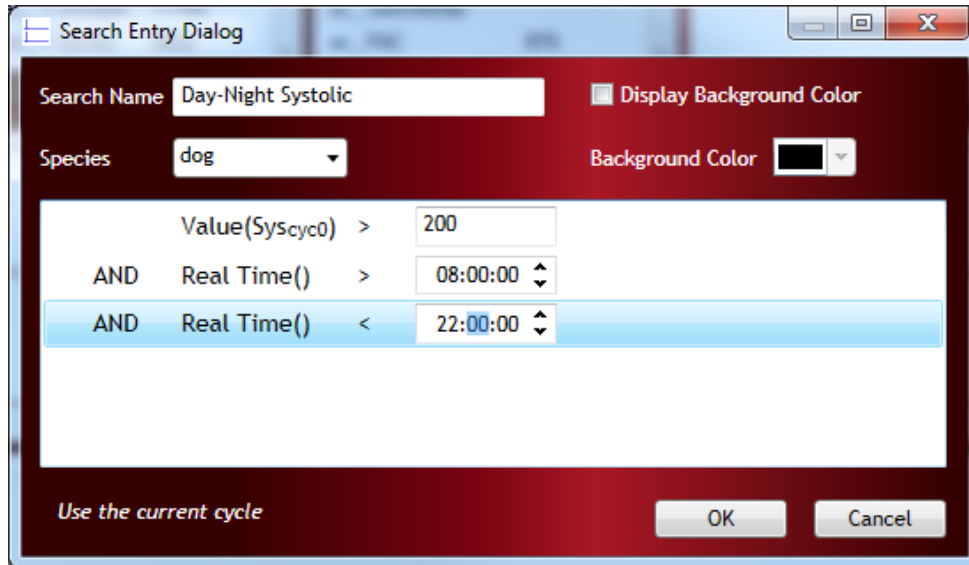 Search Entry Dialog
Search Name Day-Night Systolic Display Background Color
Species dog Background Color
Value(Syscyc0) > 200
AND Real Time() > 08:00:00
AND Real Time() < 22:00:00
Use the current cycle OK Cancel